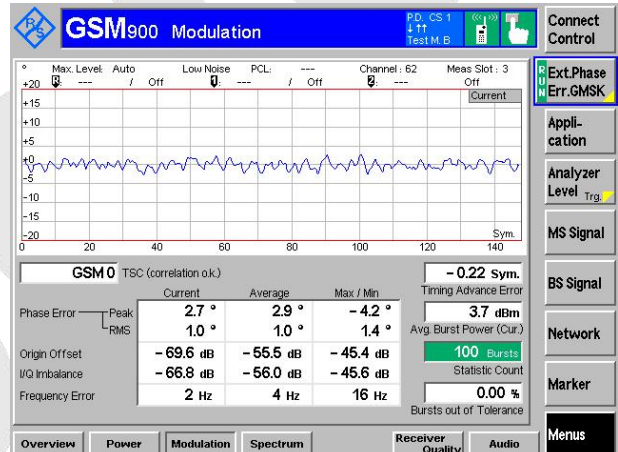 R S
GSM900 Modulation
P.D. CS 1
↓↑↑
Test M. B
Connect
Control
° Max. Level: Auto Low Noise PCL: --- Channel : 62 Meas Slot : 3
--- / Off --- / Off --- Off
+20
Current
+15
+10
+5
+0
-5
-10
-15
-20
Sym.
0 20 40 60 80 100 120 140
RUN
Ext.Phase
Err.GMSK
Appli-
cation
Analyzer
Level Trg.
MS Signal
BS Signal
Network
Marker
Menus
GSM 0 TSC (correlation o.k.)
– 0.22 Sym.
Timing Advance Error
Current Average Max / Min
Phase Error Peak 2.7 ° 2.9 ° – 4.2 °
3.7 dBm
RMS 1.0 ° 1.0 ° 1.4 °
Avg. Burst Power (Cur.)
Origin Offset – 69.6 dB – 55.5 dB – 45.4 dB
100 Bursts
I/Q Imbalance – 66.8 dB – 56.0 dB – 45.6 dB
Statistic Count
Frequency Error 2 Hz 4 Hz 16 Hz
0.00 %
Bursts out of Tolerance
Overview Power Modulation Spectrum Receiver Quality Audio